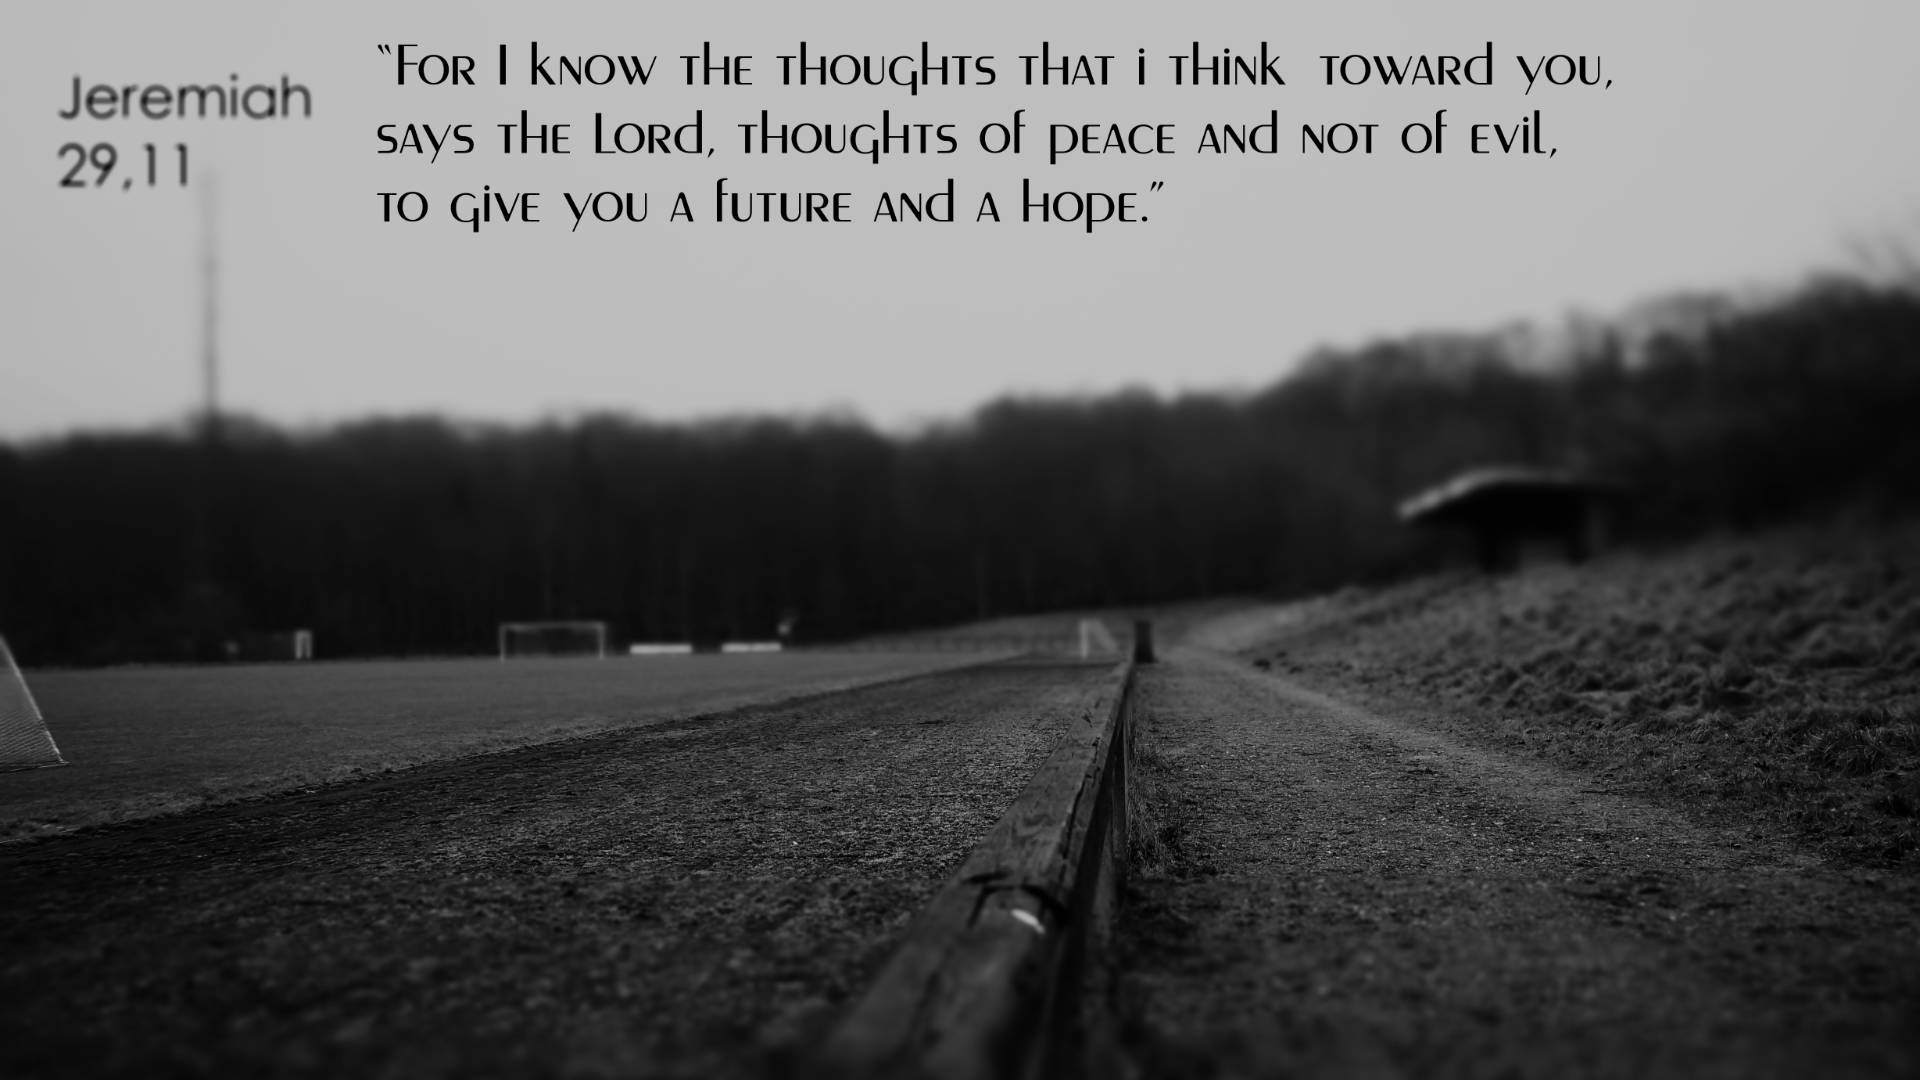 Jeremiah
29,11
“For I know the thoughts that i think toward you,
says the Lord, thoughts of peace and not of evil,
to give you a future and a hope.”